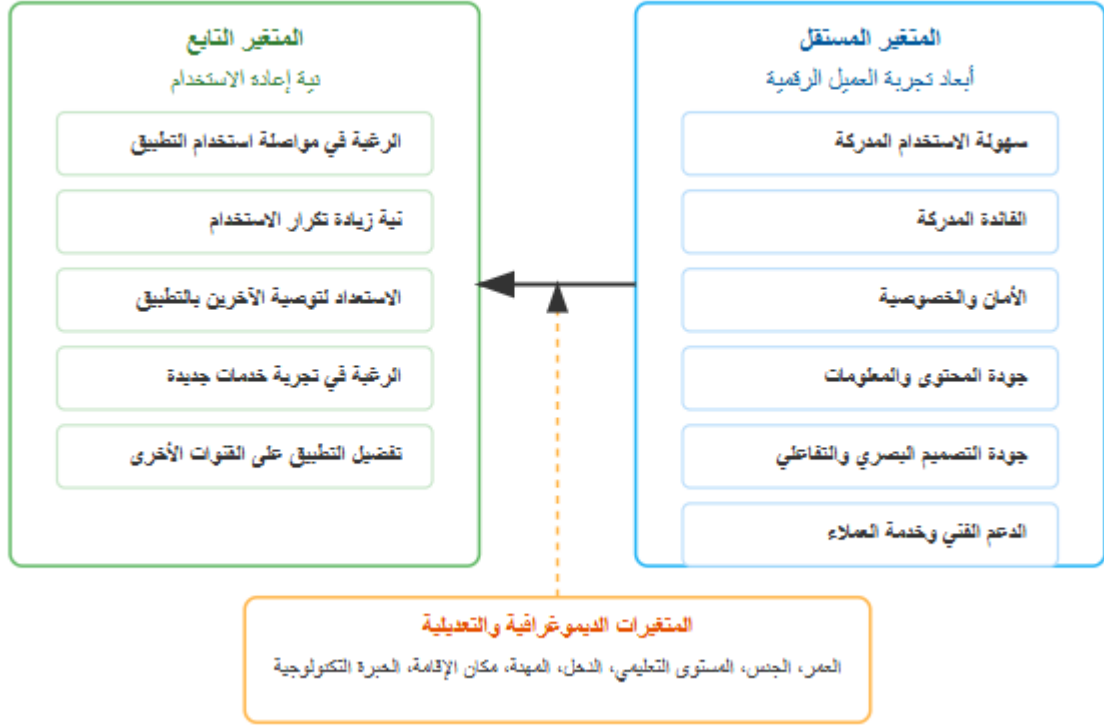 المتغير المستقل
أبعاد تجربة العميل الرقمية
سهولة الاستخدام المدركة
الفائدة المدركة
الأمان والخصوصية
جودة المحتوى والمعلومات
جودة التصميم البصري والتفاعلي
الدعم الفني وخدمة العملاء
المتغير التابع
نية إعادة الاستخدام
الرغبة في مواصلة استخدام التطبيق
نية زيادة تكرار الاستخدام
الاستعداد لتوصية الآخرين بالتطبيق
الرغبة في تجربة خدمات جديدة
تفضيل التطبيق على القنوات الأخرى
المتغيرات الديموغرافية والتعديلية
العمر، الجنس، المستوى التعليمي، الدخل، المهنة، مكان الإقامة، الخبرة التكنولوجية